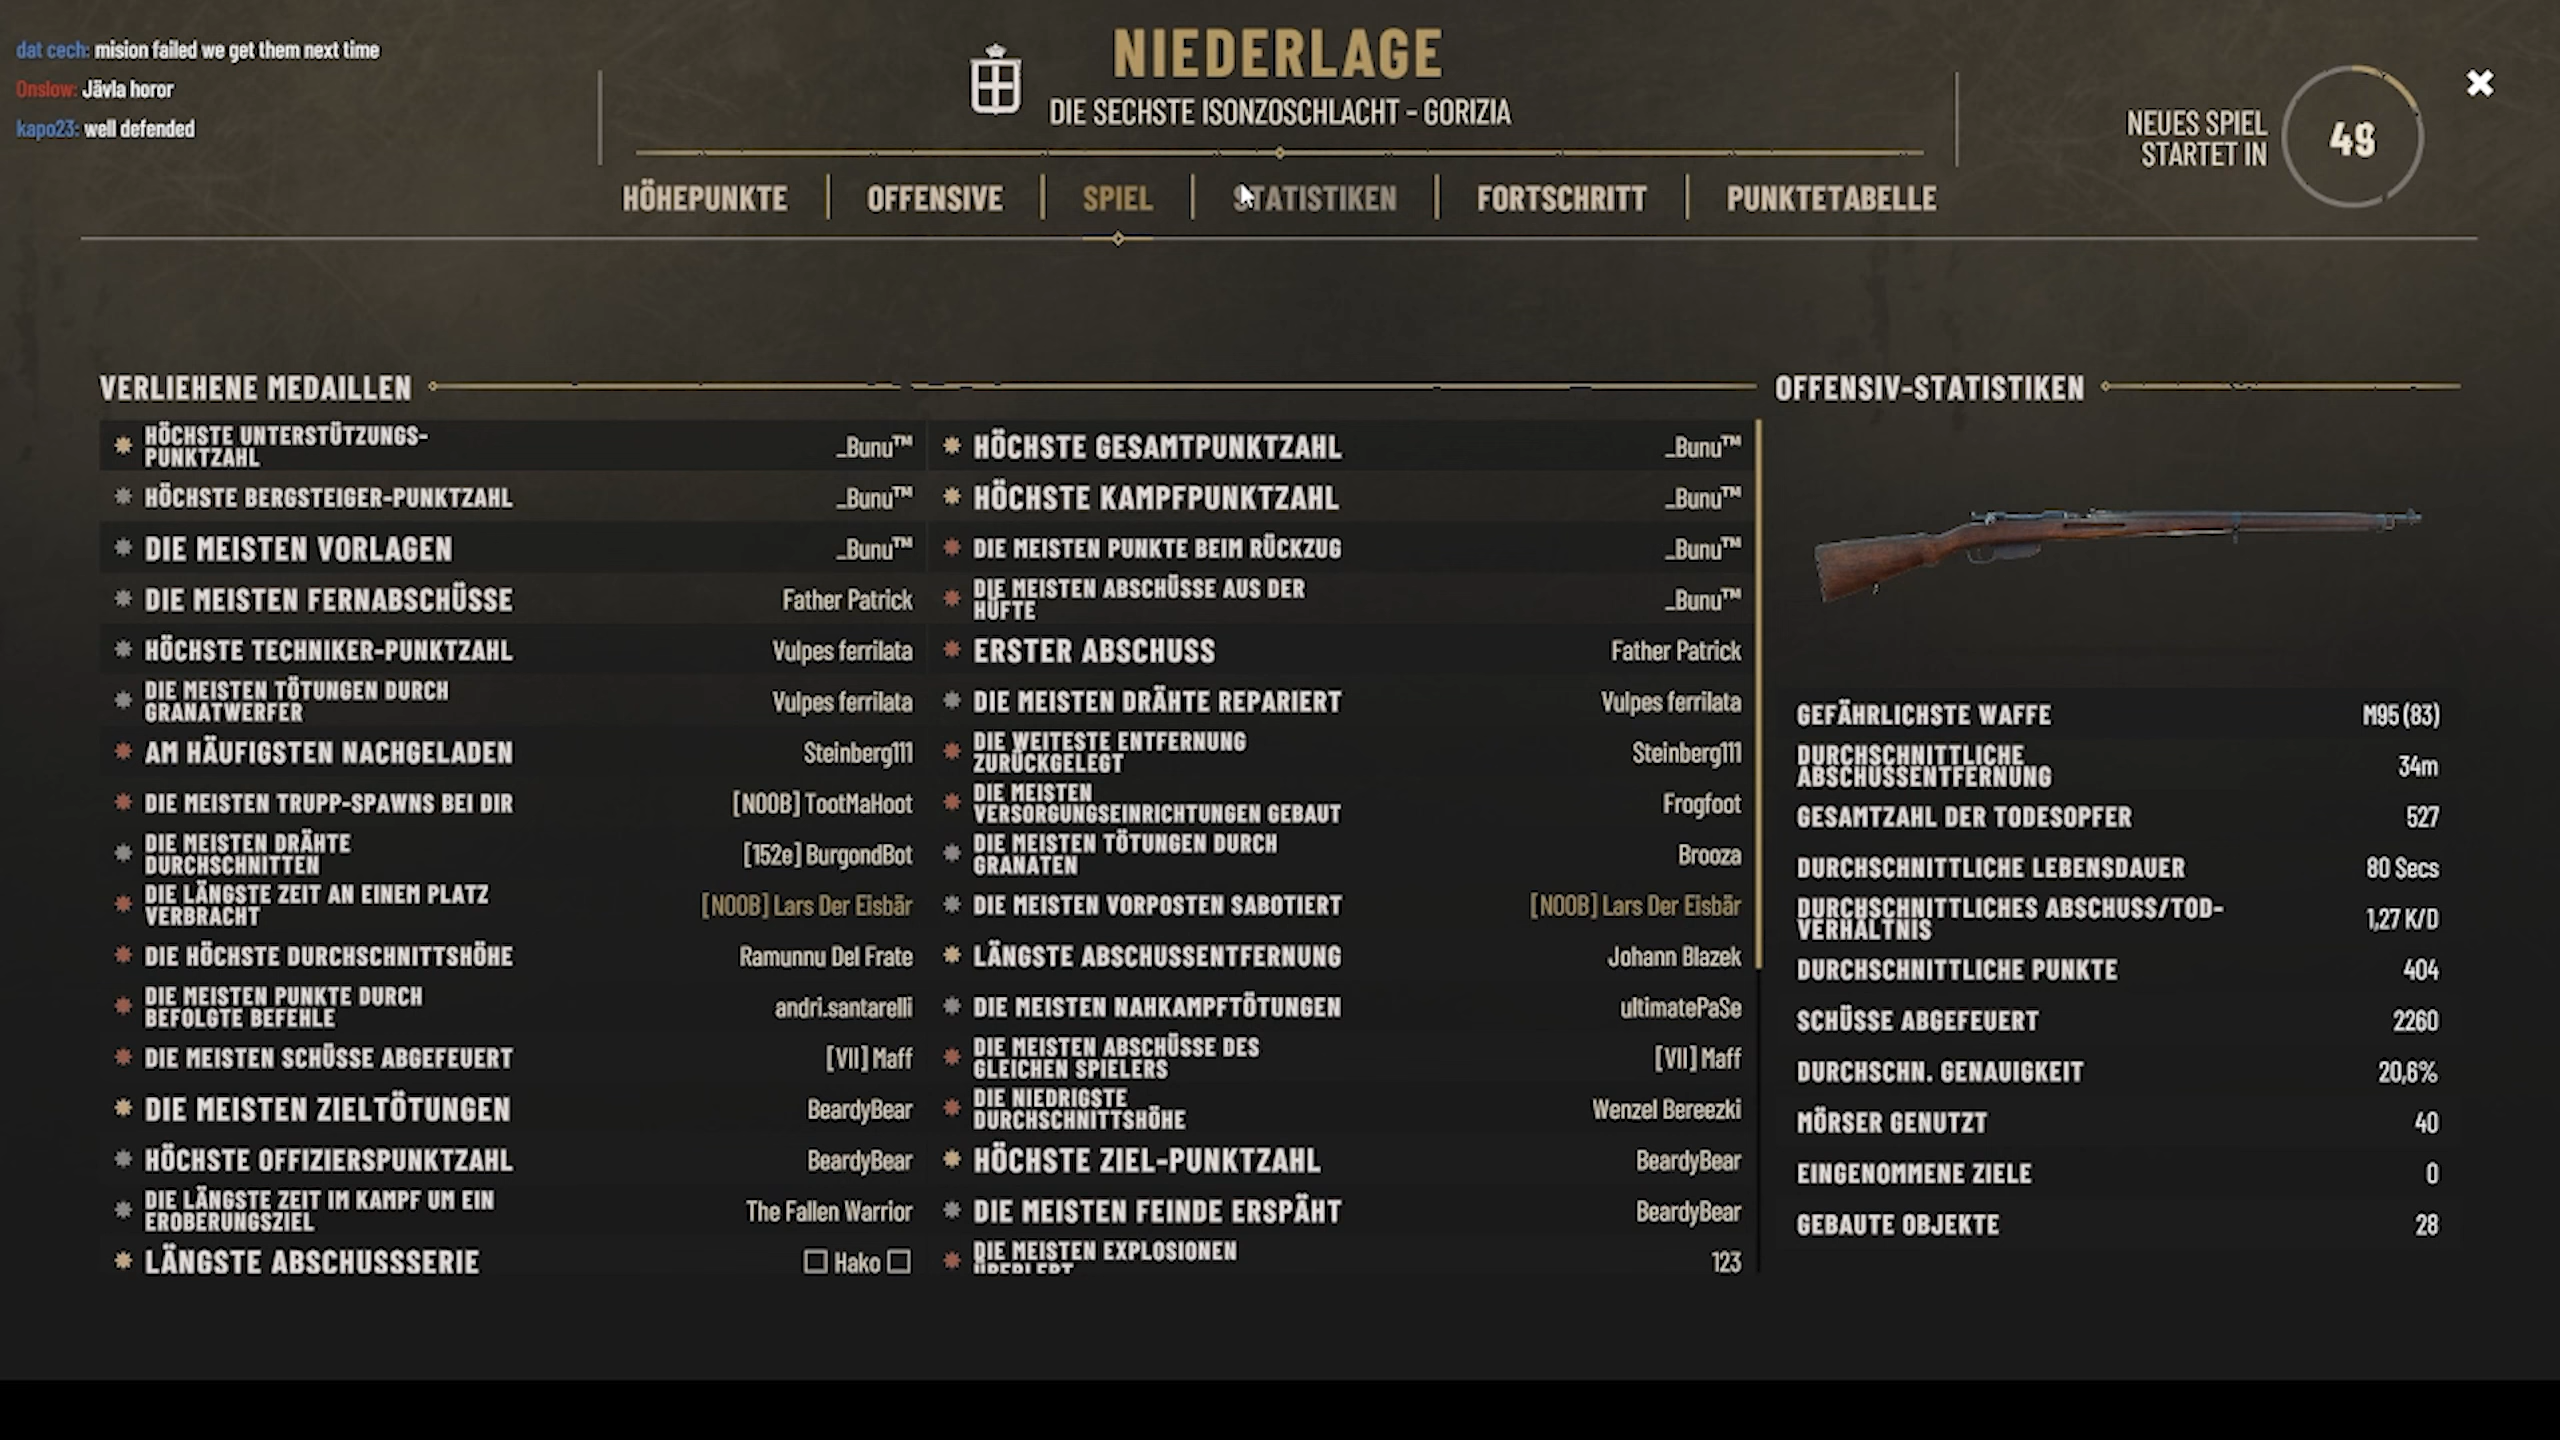 dat cech: mision failed we get them next time
Onslow: Jävla horor
kapo23: well defended
NIEDERLAGE
DIE SECHSTE ISONZOSCHLACHT - GORIZIA
NEUES SPIEL
STARTET IN
HÖHEPUNKTE
OFFENSIVE
SPIEL
STATISTIKEN
FORTSCHRITT
PUNKTETABELLE
VERLIEHENE MEDAILLEN
HÖCHSTE UNTERSTÜTZUNGS-
PUNKTZAHL
_Bunu™
HÖCHSTE GESAMTPUNKTZAHL
_Bunu™
HÖCHSTE BERGSTEIGER-PUNKTZAHL
_Bunu™
HÖCHSTE KAMPFPUNKTZAHL
_Bunu™
DIE MEISTEN VORLAGEN
_Bunu™
DIE MEISTEN PUNKTE BEIM RÜCKZUG
_Bunu™
DIE MEISTEN FERNABSCHÜSSE
Father Patrick
DIE MEISTEN ABSCHÜSSE AUS DER
HÜFTE
_Bunu™
HÖCHSTE TECHNIKER-PUNKTZAHL
Vulpes ferrilata
ERSTER ABSCHUSS
Father Patrick
DIE MEISTEN TÖTUNGEN DURCH
GRANATWERFER
Vulpes ferrilata
DIE MEISTEN DRÄHTE REPARIERT
Vulpes ferrilata
AM HÄUFIGSTEN NACHGELADEN
Steinberg111
DIE WEITESTE ENTFERNUNG
ZURÜCKGELEGT
Steinberg111
DIE MEISTEN TRUPP-SPAWNS BEI DIR
[NOOB] TootMaHoot
DIE MEISTEN
VERSORGUNGSEINRICHTUNGEN GEBAUT
Frogfoot
DIE MEISTEN DRÄHTE
DURCHSCHNITTEN
[152e] BurgondBot
DIE MEISTEN TÖTUNGEN DURCH
GRANATEN
Brooza
DIE LÄNGSTE ZEIT AN EINEM PLATZ
VERBRACHT
[NOOB] Lars Der Eisbär
DIE MEISTEN VORPOSTEN SABOTIERT
[NOOB] Lars Der Eisbär
DIE HÖCHSTE DURCHSCHNITTSHÖHE
Ramunnu Del Frate
LÄNGSTE ABSCHUSSENTFERNUNG
Johann Blazek
DIE MEISTEN PUNKTE DURCH
BEFOLGTE BEFEHLE
andri.santarelli
DIE MEISTEN NAHKAMPFTÖTUNGEN
ultimatePaSe
DIE MEISTEN SCHÜSSE ABGEFEUERT
[VII] Maff
DIE MEISTEN ABSCHÜSSE DES
GLEICHEN SPIELERS
[VII] Maff
DIE MEISTEN ZIELTÖTUNGEN
BeardyBear
DIE NIEDRIGSTE
DURCHSCHNITTSHÖHE
Wenzel Bereezki
HÖCHSTE OFFIZIERSPUNKTZAHL
BeardyBear
HÖCHSTE ZIEL-PUNKTZAHL
BeardyBear
DIE LÄNGSTE ZEIT IM KAMPF UM EIN
EROBERUNGSZIEL
The Fallen Warrior
DIE MEISTEN FEINDE ERSPÄHT
BeardyBear
LÄNGSTE ABSCHUSSSERIE
□ Hako □
DIE MEISTEN EXPLOSIONEN
ÜBERLEBT
123
OFFENSIV-STATISTIKEN
GEFÄHRLICHSTE WAFFE
M95 (83)
DURCHSCHNITTLICHE
ABSCHUSSENTFERNUNG
34m
GESAMTZAHL DER TODESOPFER
527
DURCHSCHNITTLICHE LEBENSDAUER
80 Secs
DURCHSCHNITTLICHES ABSCHUSS/TOD-
VERHÄLTNIS
1,27 K/D
DURCHSCHNITTLICHE PUNKTE
404
SCHÜSSE ABGEFEUERT
2260
DURCHSCHN. GENAUIGKEIT
20,6%
MÖRSER GENUTZT
40
EINGENOMMENE ZIELE
0
GEBAUTE OBJEKTE
28